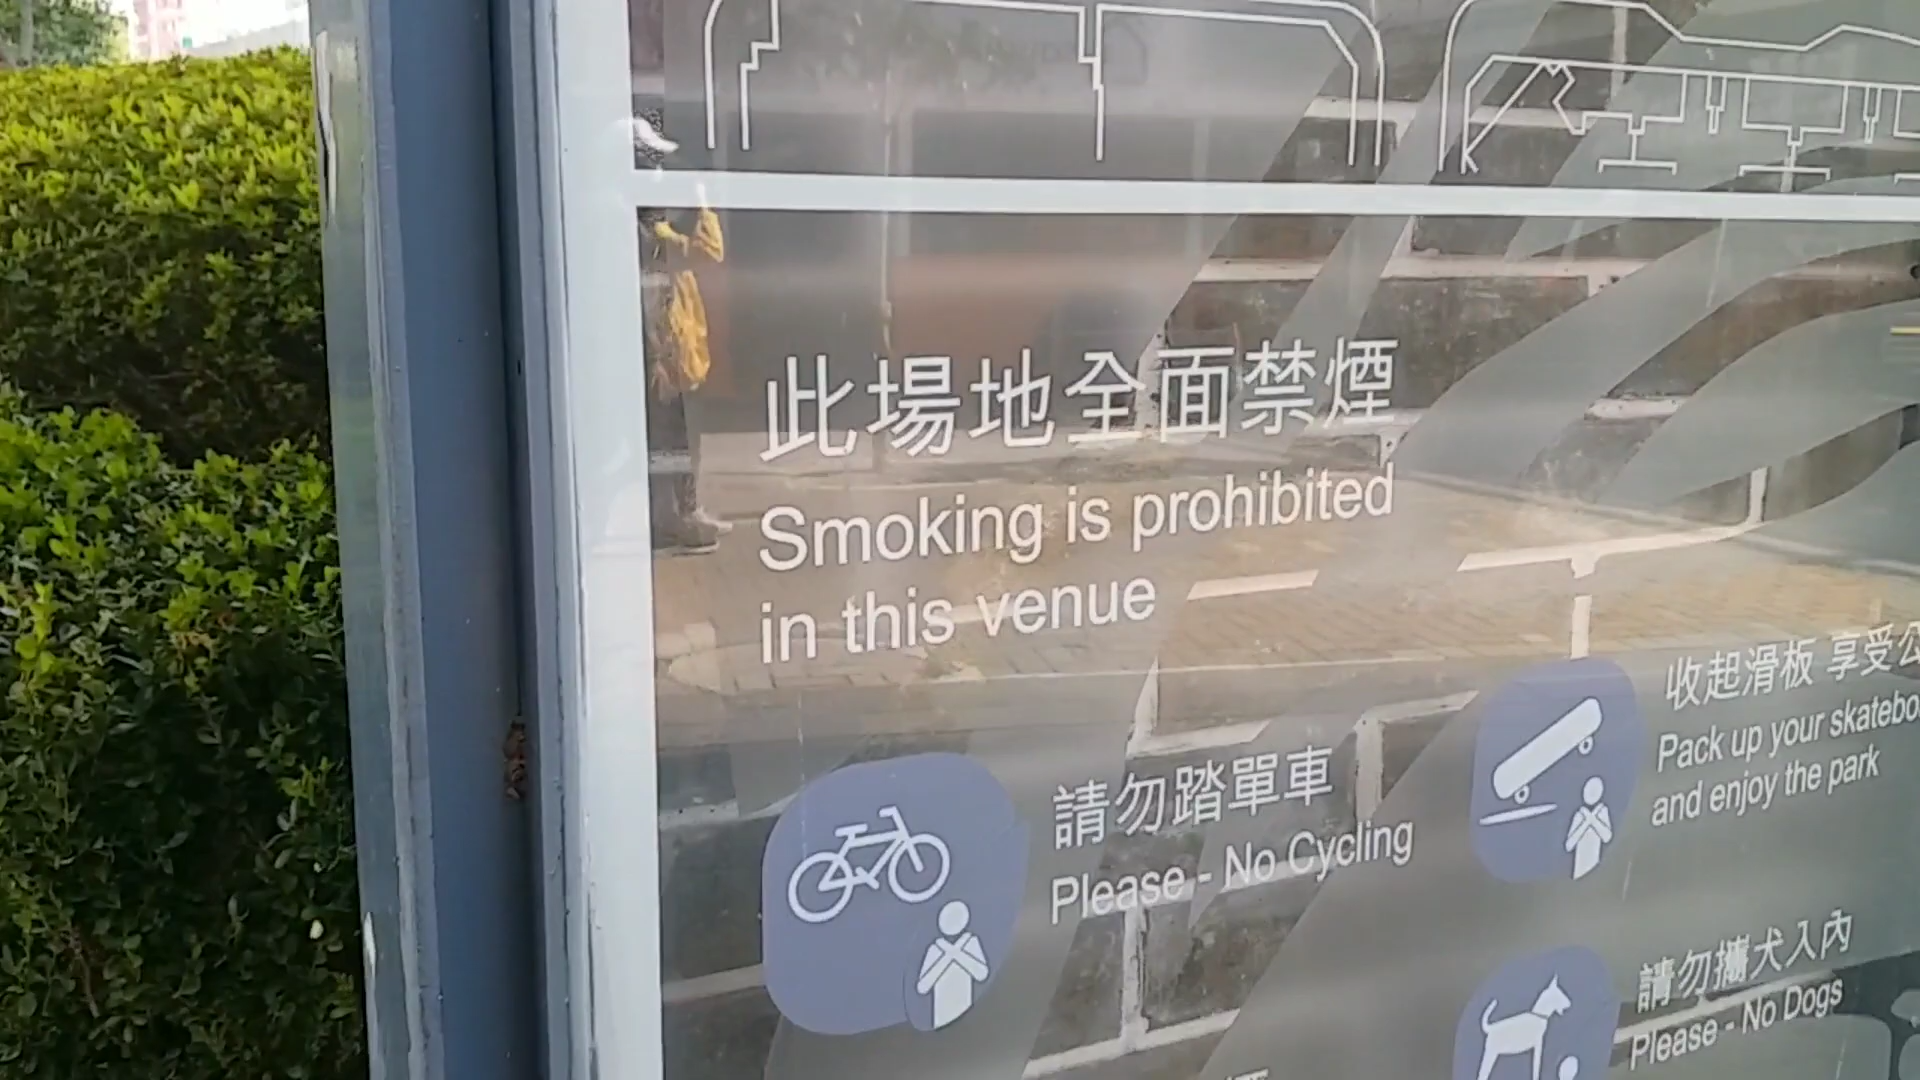 此場地全面禁煙
Smoking is prohibited
in this venue
請勿踏單車
Please - No Cycling
收起滑板 享受
Pack up your
and enjoy the park
請勿攜犬入內
Please - No Dogs